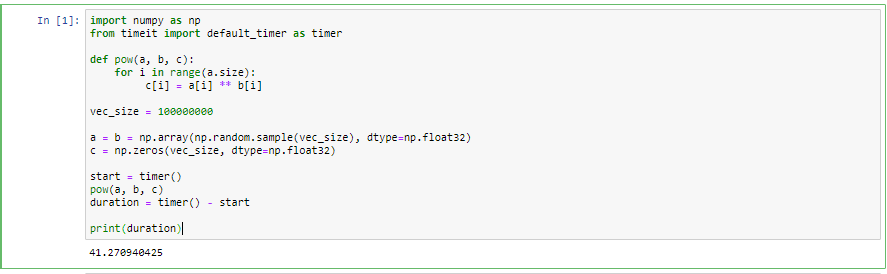 In [1]: import numpy as np
from timeit import default_timer as timer

def pow(a, b, c):
    for i in range(a.size):
         c[i] = a[i] ** b[i]

vec_size = 100000000

a = b = np.array(np.random.sample(vec_size), dtype=np.float32)
c = np.zeros(vec_size, dtype=np.float32)

start = timer()
pow(a, b, c)
duration = timer() - start

print(duration)
41.270940425